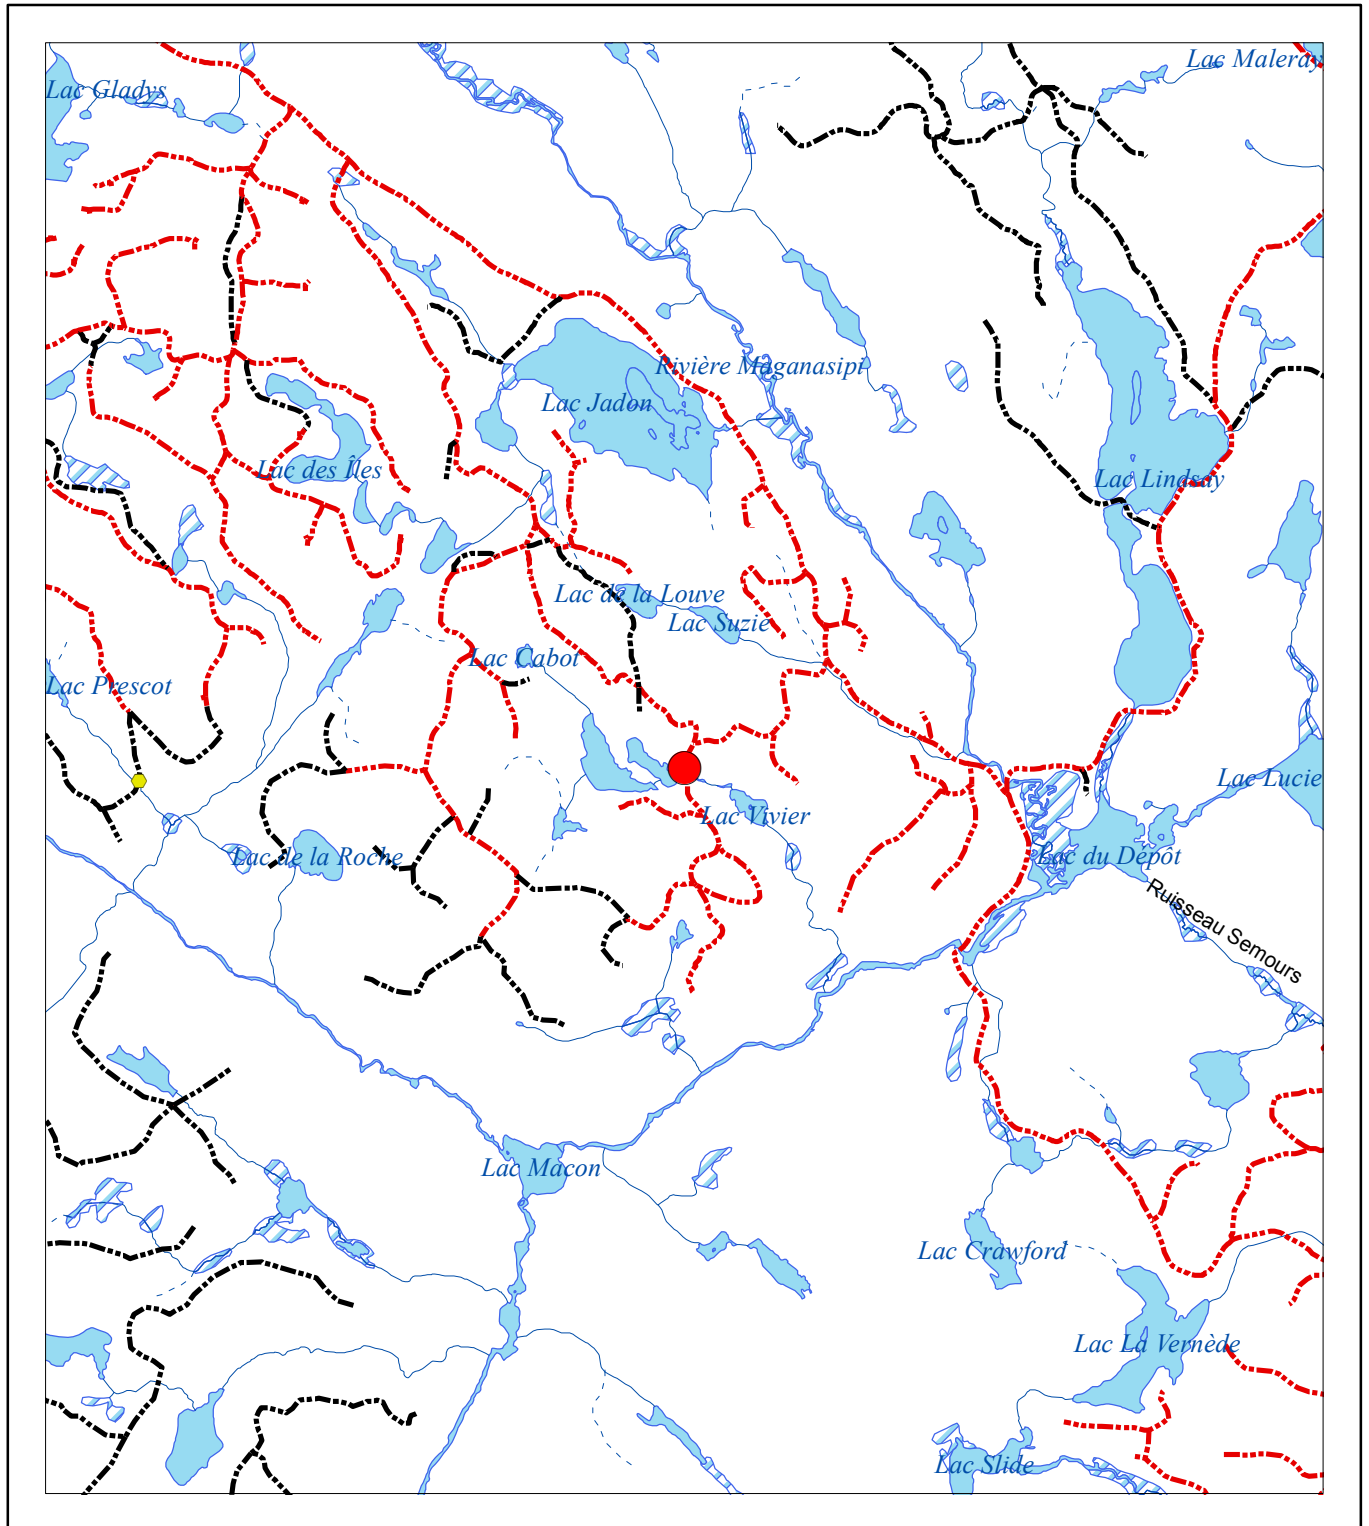 Lac Maleray
Lac Gladys
Rivière Maganasipi
Lac Jadon
Lac des Îles
Lac Lindsay
Lac de la Louve
Lac Suzie
Lac Cabot
Lac Prescot
Lac Lucie
Lac Vivier
Lac de la Roche
Lac du Dépôt
Ruisseau Semours
Lac Macon
Lac Crawford
Lac La Vernède
Lac Slide